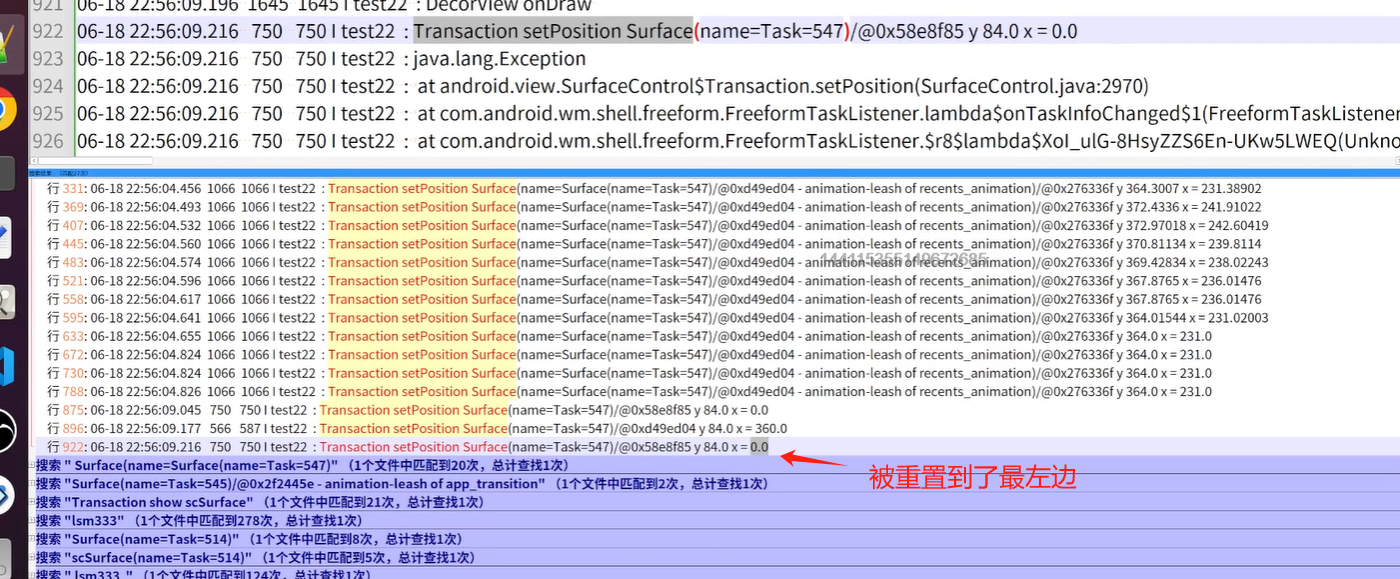 921 06-18 22:56:09.196 1645 1645 I test22 : DecorView onDraw
922 06-18 22:56:09.216 750 750 I test22 : Transaction setPosition Surface(name=Task=547)/@0x58e8f85 y 84.0 x = 0.0
923 06-18 22:56:09.216 750 750 I test22 : java.lang.Exception
924 06-18 22:56:09.216 750 750 I test22 : at android.view.SurfaceControl$Transaction.setPosition(SurfaceControl.java:2970)
925 06-18 22:56:09.216 750 750 I test22 : at com.android.wm.shell.freeform.FreeformTaskListener.lambda$onTaskInfoChanged$1(FreeformTaskListener
926 06-18 22:56:09.216 750 750 I test22 : at com.android.wm.shell.freeform.FreeformTaskListener.$r8$lambda$XoI_ulG-8HsyZZS6En-UKw5LWEQ(Unkno
行 331: 06-18 22:56:04.456 1066 1066 I test22 : Transaction setPosition Surface(name=Surface(name=Task=547)/@0xd49ed04 - animation-leash of recents_animation)/@0x276336f y 364.3007 x = 231.38902
行 369: 06-18 22:56:04.493 1066 1066 I test22 : Transaction setPosition Surface(name=Surface(name=Task=547)/@0xd49ed04 - animation-leash of recents_animation)/@0x276336f y 372.4336 x = 241.91022
行 407: 06-18 22:56:04.532 1066 1066 I test22 : Transaction setPosition Surface(name=Surface(name=Task=547)/@0xd49ed04 - animation-leash of recents_animation)/@0x276336f y 372.97018 x = 242.60419
行 445: 06-18 22:56:04.560 1066 1066 I test22 : Transaction setPosition Surface(name=Surface(name=Task=547)/@0xd49ed04 - animation-leash of recents_animation)/@0x276336f y 370.81134 x = 239.8114
行 483: 06-18 22:56:04.574 1066 1066 I test22 : Transaction setPosition Surface(name=Surface(name=Task=547)/@0xd49ed04 - animation-leash of recents_animation)/@0x276336f y 369.42834 x = 238.02243
行 521: 06-18 22:56:04.596 1066 1066 I test22 : Transaction setPosition Surface(name=Surface(name=Task=547)/@0xd49ed04 - animation-leash of recents_animation)/@0x276336f y 367.8765 x = 236.01476
行 558: 06-18 22:56:04.617 1066 1066 I test22 : Transaction setPosition Surface(name=Surface(name=Task=547)/@0xd49ed04 - animation-leash of recents_animation)/@0x276336f y 367.8765 x = 236.01476
行 595: 06-18 22:56:04.641 1066 1066 I test22 : Transaction setPosition Surface(name=Surface(name=Task=547)/@0xd49ed04 - animation-leash of recents_animation)/@0x276336f y 364.01544 x = 231.02003
行 633: 06-18 22:56:04.655 1066 1066 I test22 : Transaction setPosition Surface(name=Surface(name=Task=547)/@0xd49ed04 - animation-leash of recents_animation)/@0x276336f y 364.0 x = 231.0
行 672: 06-18 22:56:04.824 1066 1066 I test22 : Transaction setPosition Surface(name=Surface(name=Task=547)/@0xd49ed04 - animation-leash of recents_animation)/@0x276336f y 364.0 x = 231.0
行 730: 06-18 22:56:04.824 1066 1066 I test22 : Transaction setPosition Surface(name=Surface(name=Task=547)/@0xd49ed04 - animation-leash of recents_animation)/@0x276336f y 364.0 x = 231.0
行 788: 06-18 22:56:04.826 1066 1066 I test22 : Transaction setPosition Surface(name=Surface(name=Task=547)/@0xd49ed04 - animation-leash of recents_animation)/@0x276336f y 364.0 x = 231.0
行 875: 06-18 22:56:09.045 750 750 I test22 : Transaction setPosition Surface(name=Task=547)/@0x58e8f85 y 84.0 x = 0.0
行 896: 06-18 22:56:09.177 566 587 I test22 : Transaction setPosition Surface(name=Task=547)/@0xd49ed04 y 84.0 x = 360.0
行 922: 06-18 22:56:09.216 750 750 I test22 : Transaction setPosition Surface(name=Task=547)/@0x58e8f85 y 84.0 x = 0.0
被重置到了最左边
搜索 " Surface(name=Surface(name=Task=547)" （1个文件中匹配到20次，总计查找1次）
搜索 "Surface(name=Task=545)/@0x2f2445e - animation-leash of app_transition" （1个文件中匹配到2次，总计查找1次）
搜索 "Transaction show scSurface" （1个文件中匹配到21次，总计查找1次）
搜索 "lsm333" （1个文件中匹配到278次，总计查找1次）
搜索 "Surface(name=Task=514)" （1个文件中匹配到8次，总计查找1次）
搜索 "scSurface(name=Task=514)" （1个文件中匹配到5次，总计查找1次）
搜索 " lsm333 " （1个文件中匹配到124次，总计查找1次）